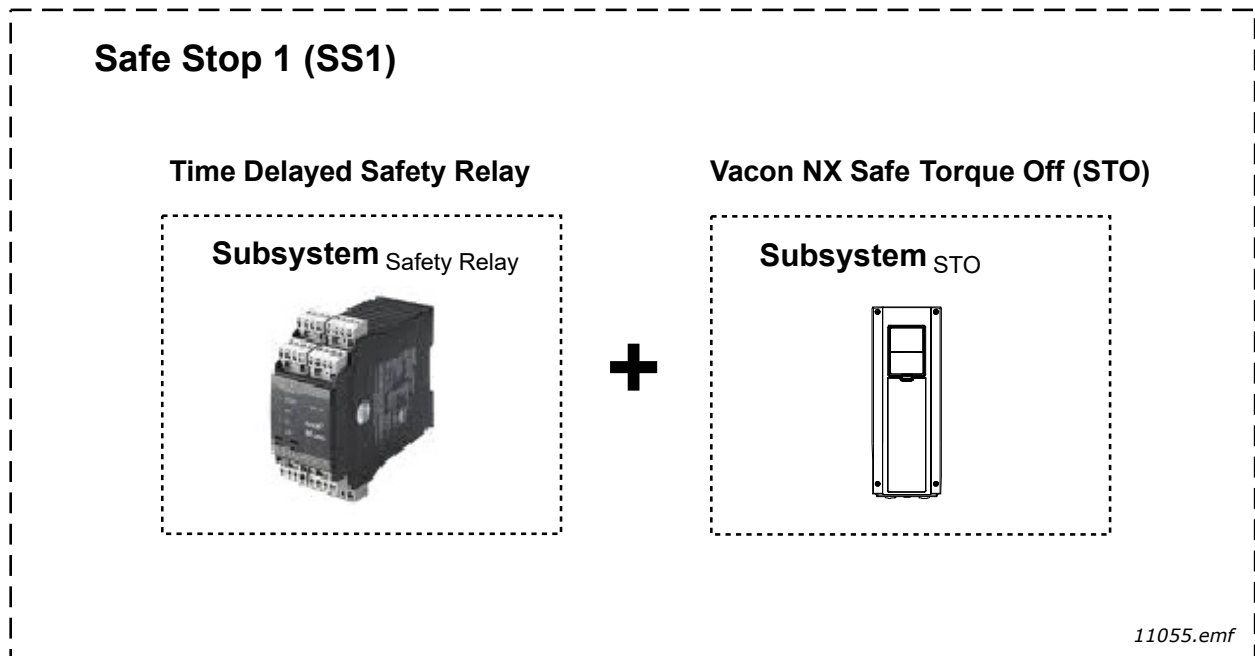 Safe Stop 1 (SS1)
Time Delayed Safety Relay
Vacon NX Safe Torque Off (STO)
Subsystem Safety Relay
Subsystem STO
+
11055.emf